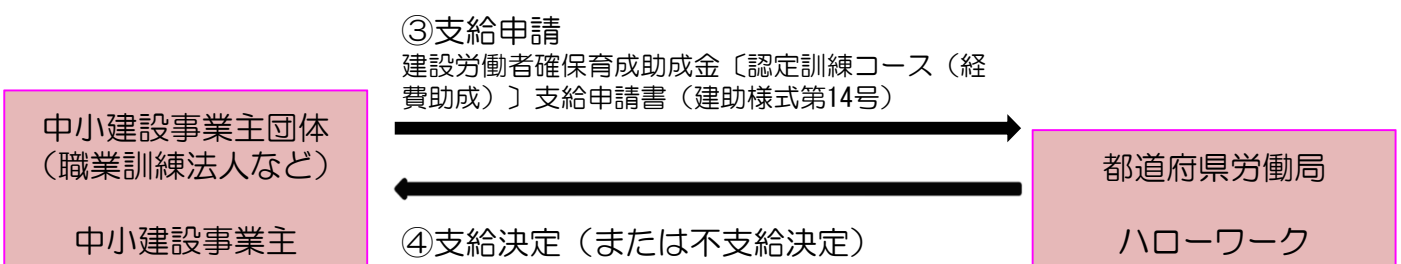 ③支給申請
建設労働者確保育成助成金〔認定訓練コース（経
費助成）〕支給申請書（建助様式第14号）
中小建設事業主団体
（職業訓練法人など）
中小建設事業主
都道府県労働局
ハローワーク
④支給決定（または不支給決定）